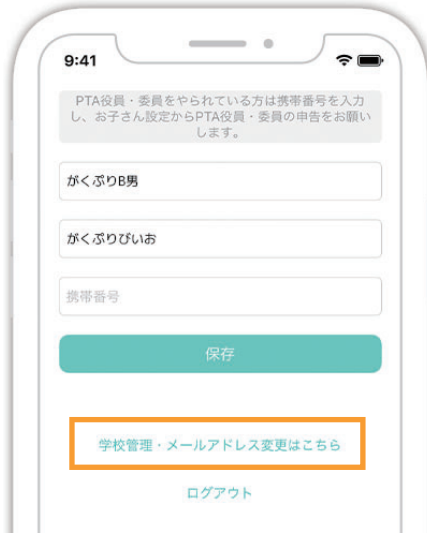 9:41
PTA役員・委員をやられている方は携帯番号を入力
し、お子さん設定からPTA役員・委員の申告をお願い
します。
がくぷりB男
がくぷりびいお
携帯番号
保存
学校管理・メールアドレス変更はこちら
ログアウト